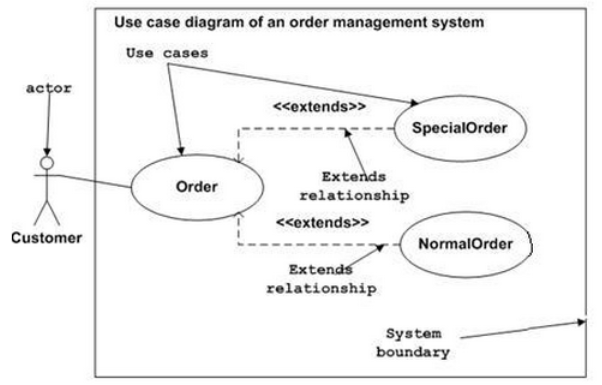 Use case diagram of an order management system
Use cases
actor
<<extends>>
SpecialOrder
Extends
relationship
Order
<<extends>>
Customer
NormalOrder
Extends
relationship
System
boundary